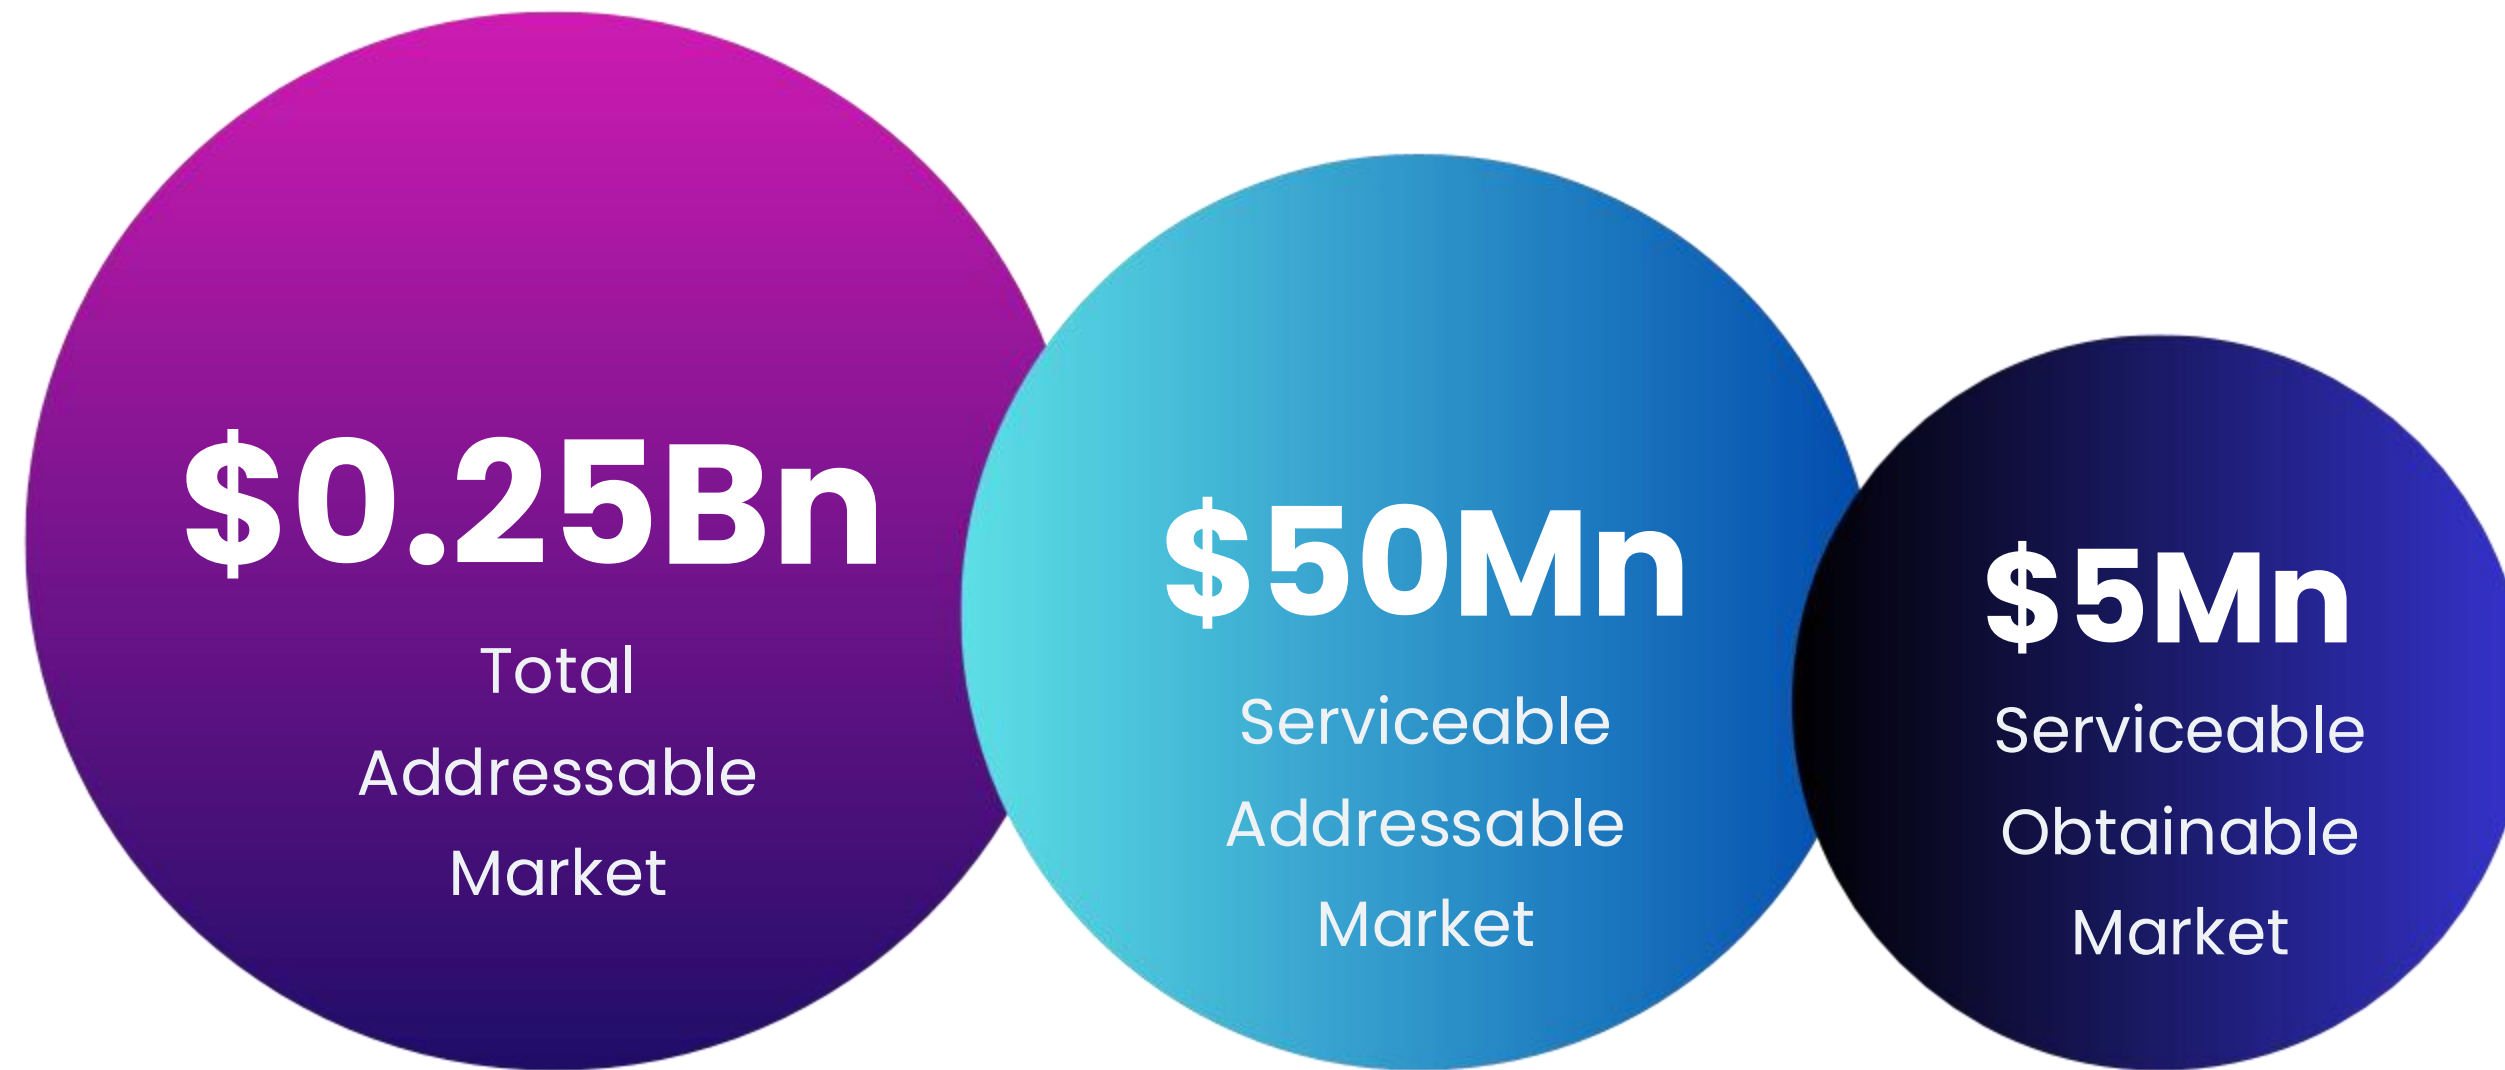 $0.25Bn
Total
Addressable
Market
$50Mn
Serviceable
Addressable
Market
$5Mn
Serviceable
Obtainable
Market